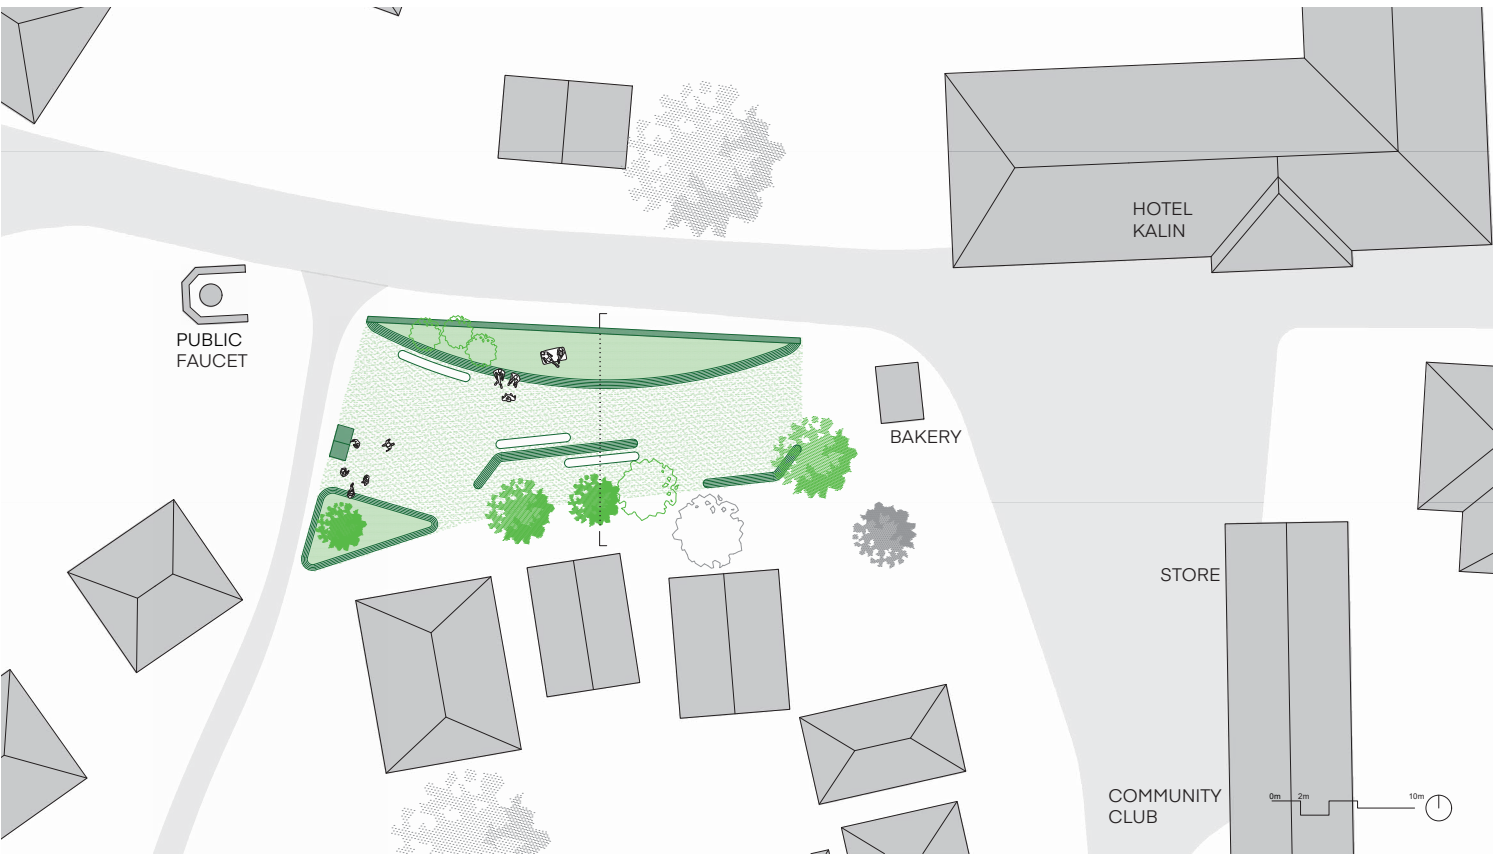 HOTEL
KALIN
PUBLIC
FAUCET
BAKERY
STORE
COMMUNITY
CLUB
0m 2m 10m